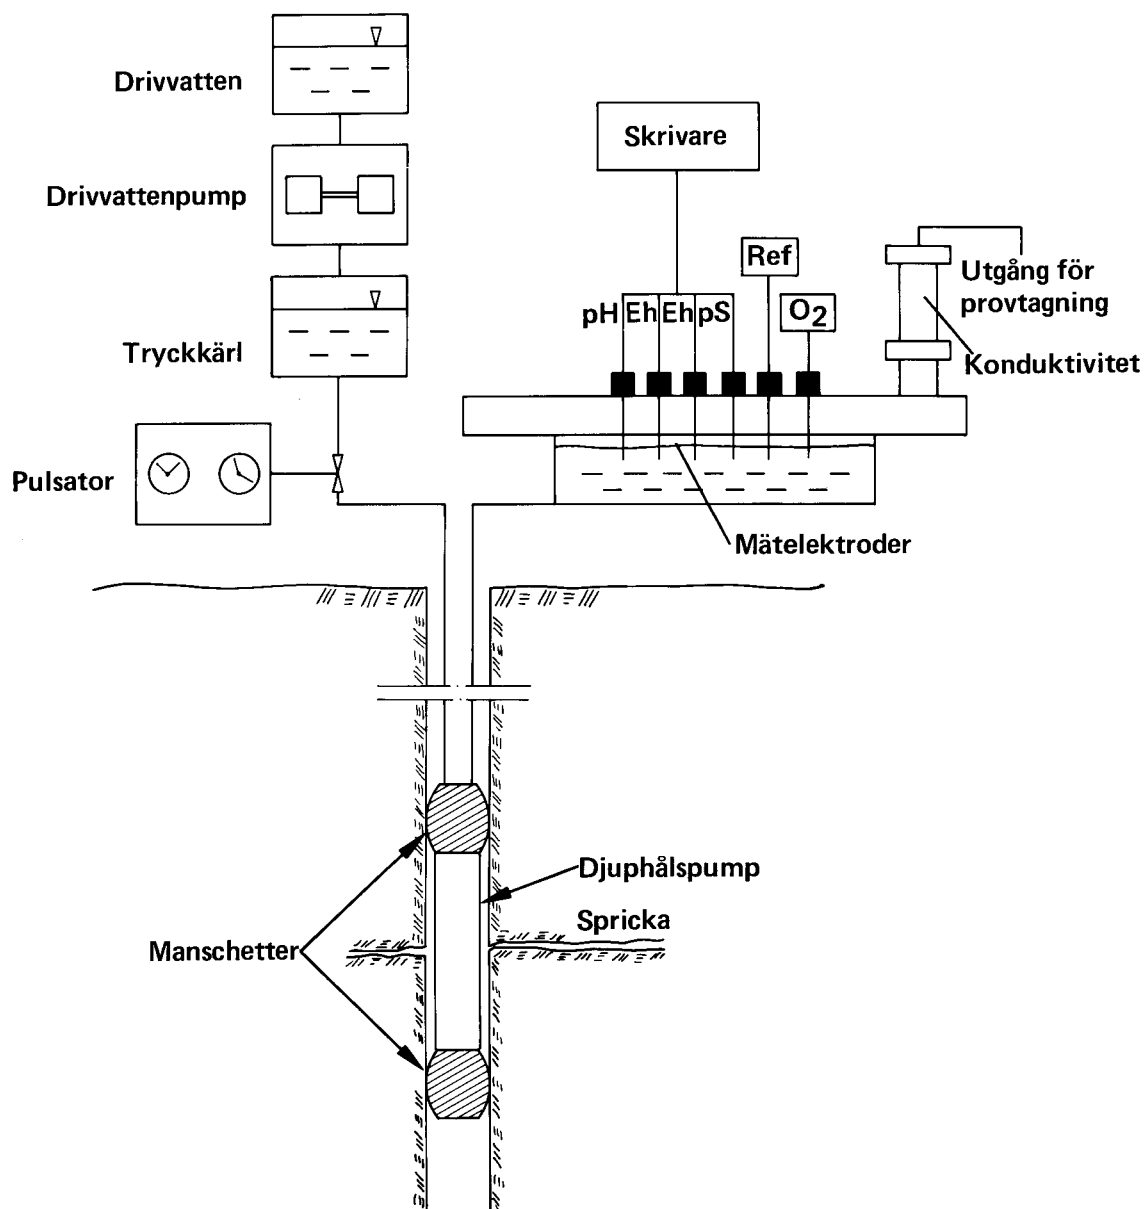 Drivvatten
Drivvattenpump
Tryckkärl
Pulsator
Skrivare
Ref
O2
pH Eh Eh pS
Utgång för
provtagning
Konduktivitet
Mätelektroder
Djuphålspump
Spricka
Manschetter